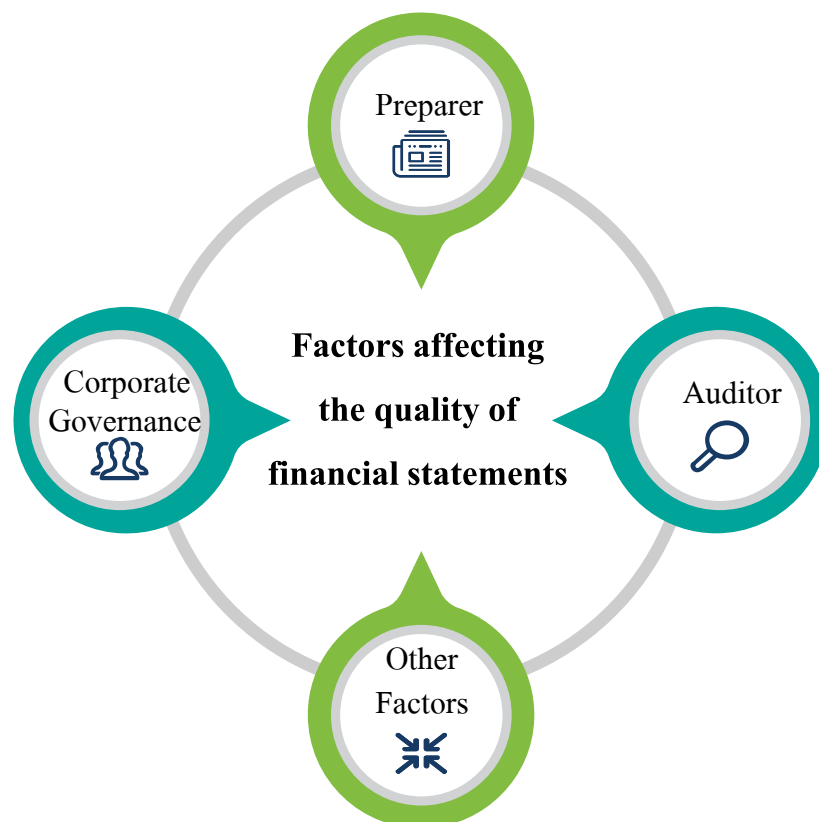 Preparer
Factors affecting
the quality of
financial statements
Corporate
Governance
Auditor
Other
Factors